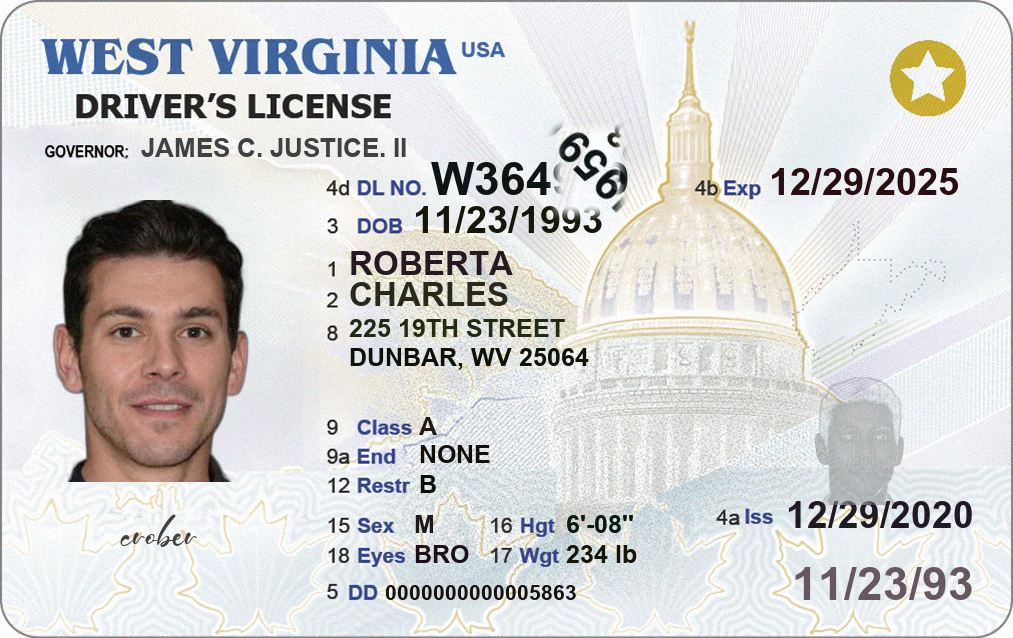 WEST VIRGINIA USA
DRIVER'S LICENSE
GOVERNOR: JAMES C. JUSTICE. II
4d DL NO.
959
4b Exp 12/29/2025
3 DOB 11/23/1993
1 ROBERTA
2 CHARLES
8 225 19TH STREET
DUNBAR, WV 25064
9 Class A
9a End NONE
12 Restr B
15 Sex M 16 Hgt 6'-08"
18 Eyes BRO 17 Wgt 234 lb
5 DD 0000000000005863
4a Iss 12/29/2020
11/23/93
crober